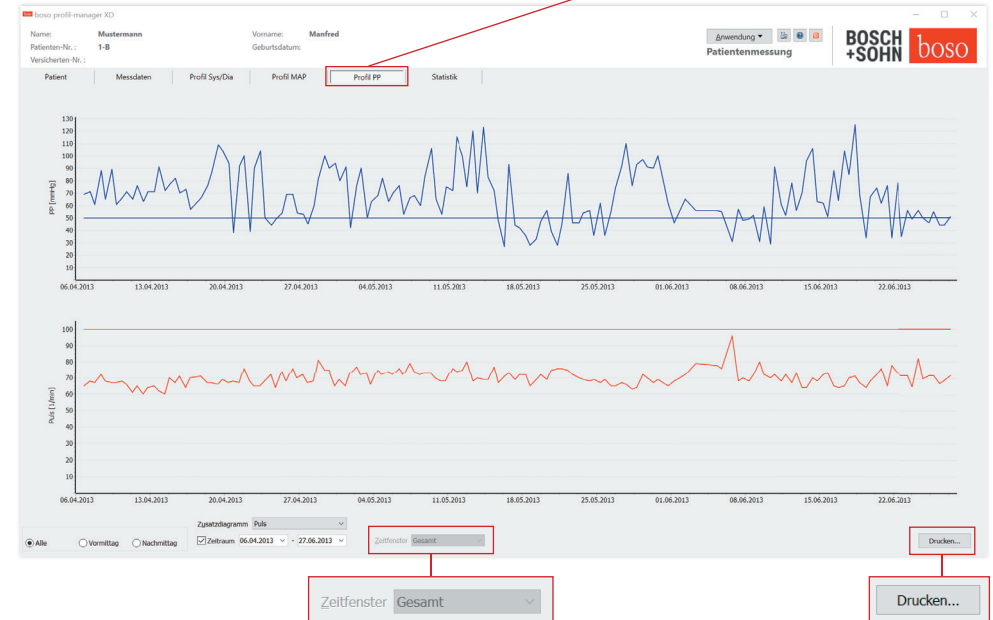 boso boso profil-manager XD
Name: Mustermann Vorname: Manfred
Patienten-Nr. : 1-B Geburtsdatum:
Versicherten-Nr. :
Anwendung
Patientenmessung
BOSCH
+SOHN
boso
Patient Messdaten Profil Sys/Dia Profil MAP Profil PP Statistik
PP [mmHg]
130
120
110
100
90
80
70
60
50
40
30
20
10
06.04.2013 13.04.2013 20.04.2013 27.04.2013 04.05.2013 11.05.2013 18.05.2013 25.05.2013 01.06.2013 08.06.2013 15.06.2013 22.06.2013
Puls [1/mn]
100
90
80
70
60
50
40
30
20
10
06.04.2013 13.04.2013 20.04.2013 27.04.2013 04.05.2013 11.05.2013 18.05.2013 25.05.2013 01.06.2013 08.06.2013 15.06.2013 22.06.2013
Zusatzdiagramm Puls
Alle Vormittag Nachmittag Zeitraum 06.04.2013 - 27.06.2013 Zeitfenster Gesamt Drucken...
Zeitfenster Gesamt
Drucken...